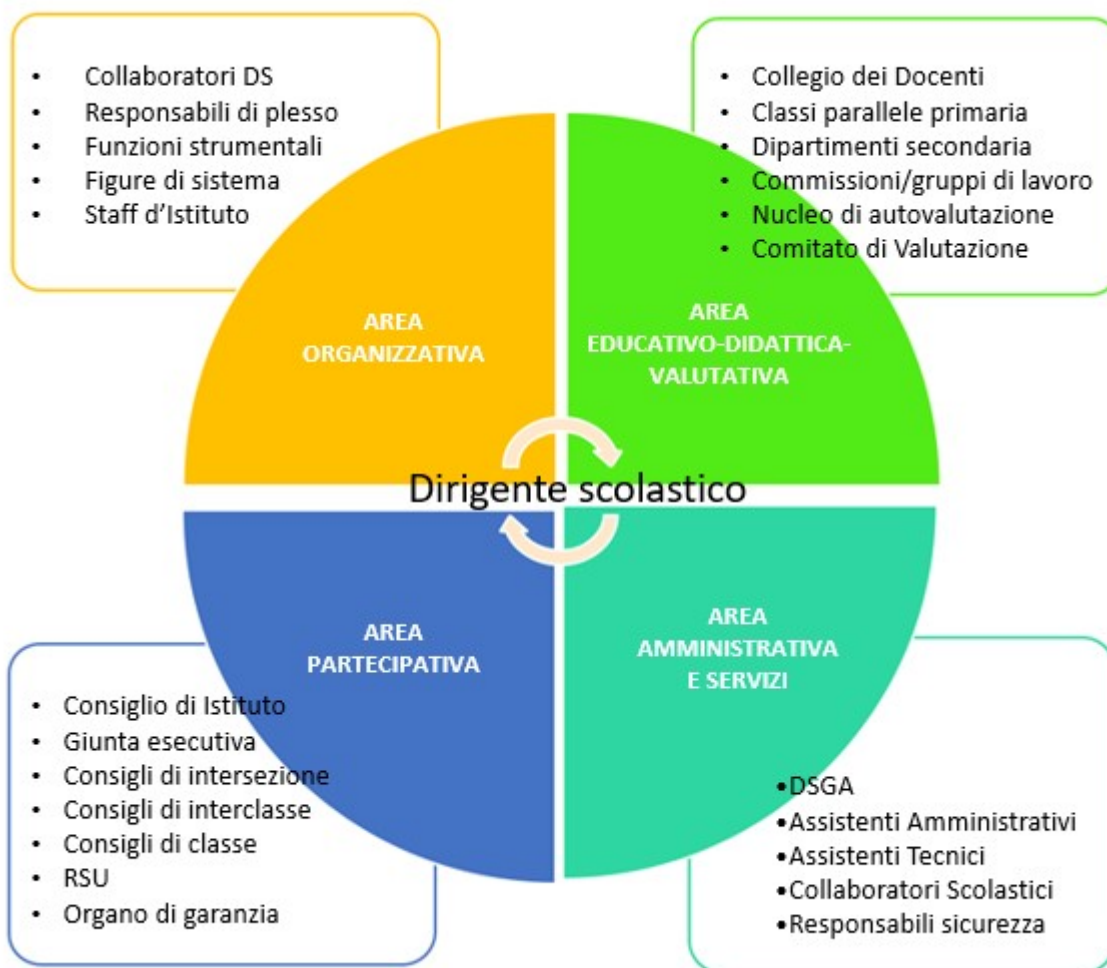 • Collaboratori DS
• Responsabili di plesso
• Funzioni strumentali
• Figure di sistema
• Staff d'Istituto
• Collegio dei Docenti
• Classi parallele primaria
• Dipartimenti secondaria
• Commissioni/gruppi di lavoro
• Nucleo di autovalutazione
• Comitato di Valutazione
AREA
ORGANIZZATIVA
AREA
EDUCATIVO-DIDATTICA-
VALUTATIVA
Dirigente scolastico
AREA
PARTECIPATIVA
AREA
AMMINISTRATIVA
E SERVIZI
• Consiglio di Istituto
• Giunta esecutiva
• Consigli di intersezione
• Consigli di interclasse
• Consigli di classe
• RSU
• Organo di garanzia
•DSGA
•Assistenti Amministrativi
•Assistenti Tecnici
•Collaboratori Scolastici
•Responsabili sicurezza